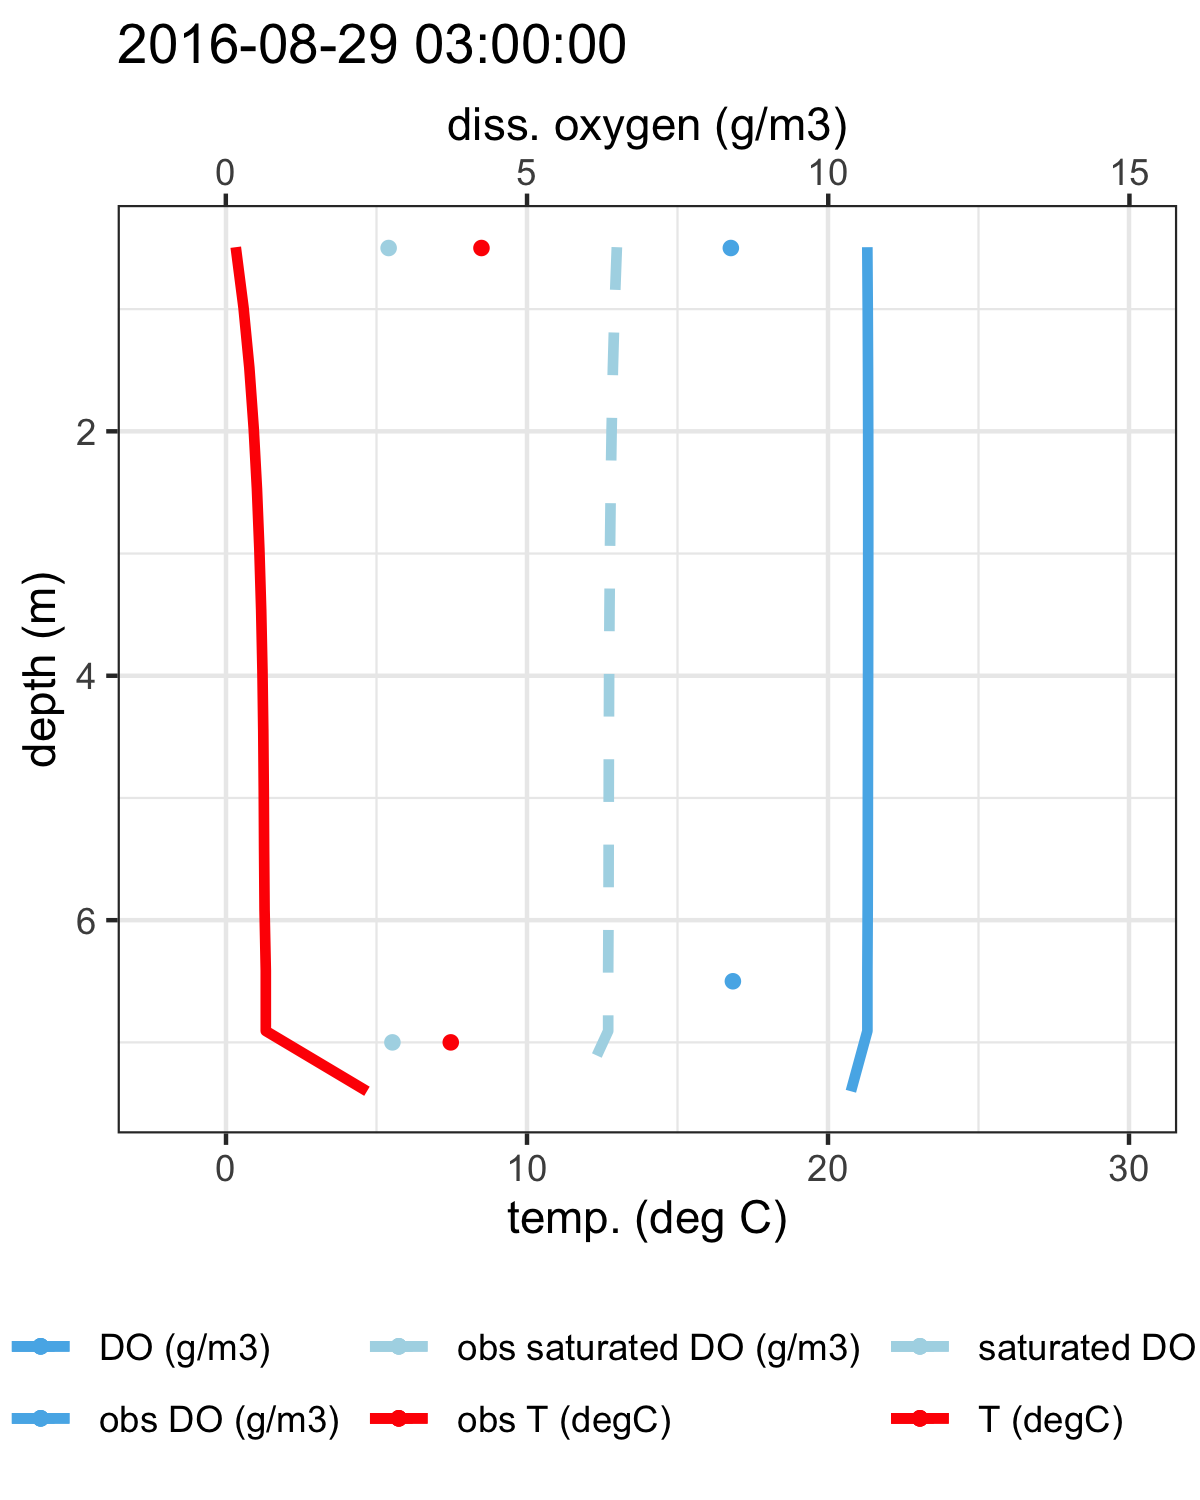 2016-08-29 03:00:00
diss. oxygen (g/m3)
0 5 10 15
2
4
6
depth (m)
0 10 20 30
temp. (deg C)
DO (g/m3) obs saturated DO (g/m3) saturated DO
obs DO (g/m3) obs T (degC) T (degC)